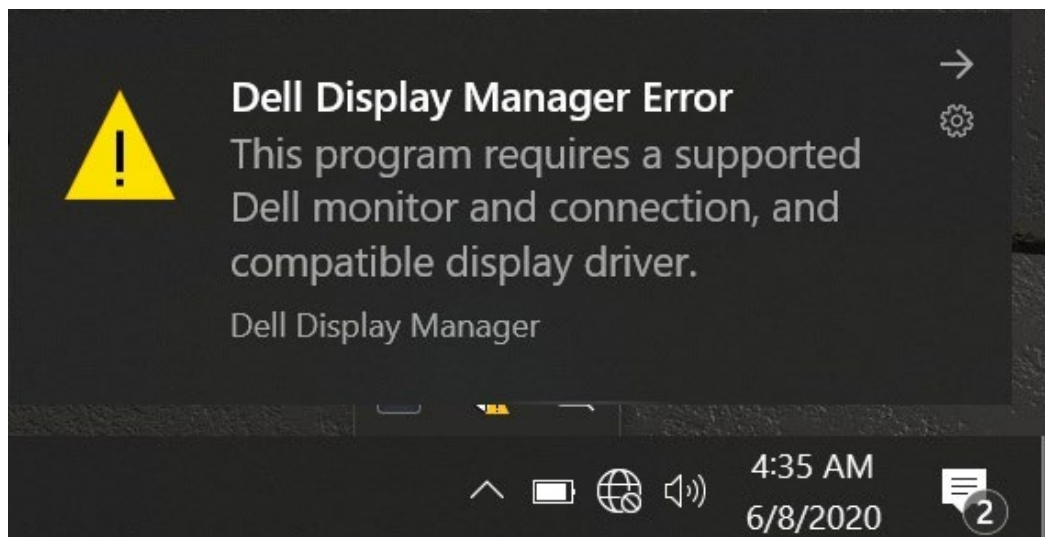 Dell Display Manager Error
This program requires a supported
Dell monitor and connection, and
compatible display driver.
Dell Display Manager
4:35 AM
6/8/2020
2